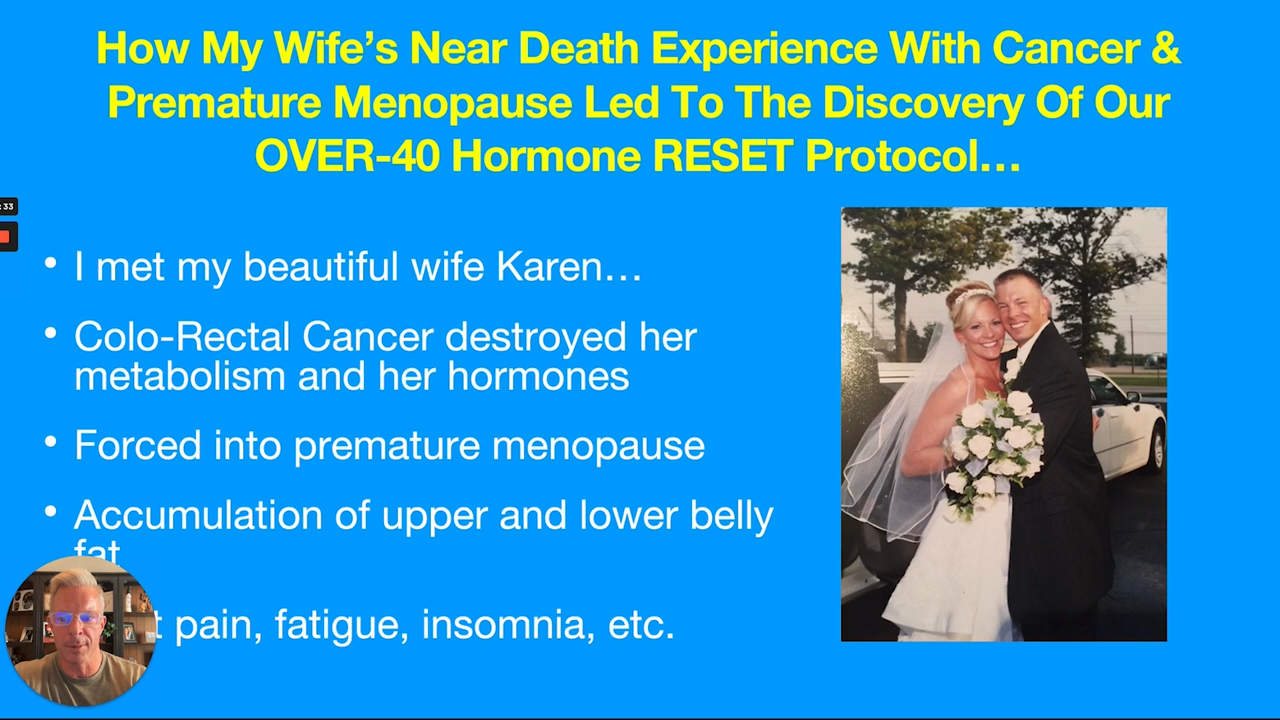 How My Wife’s Near Death Experience With Cancer &
Premature Menopause Led To The Discovery Of Our
OVER-40 Hormone RESET Protocol…
:33
• I met my beautiful wife Karen…
• Colo-Rectal Cancer destroyed her
metabolism and her hormones
• Forced into premature menopause
• Accumulation of upper and lower belly
fat
t pain, fatigue, insomnia, etc.